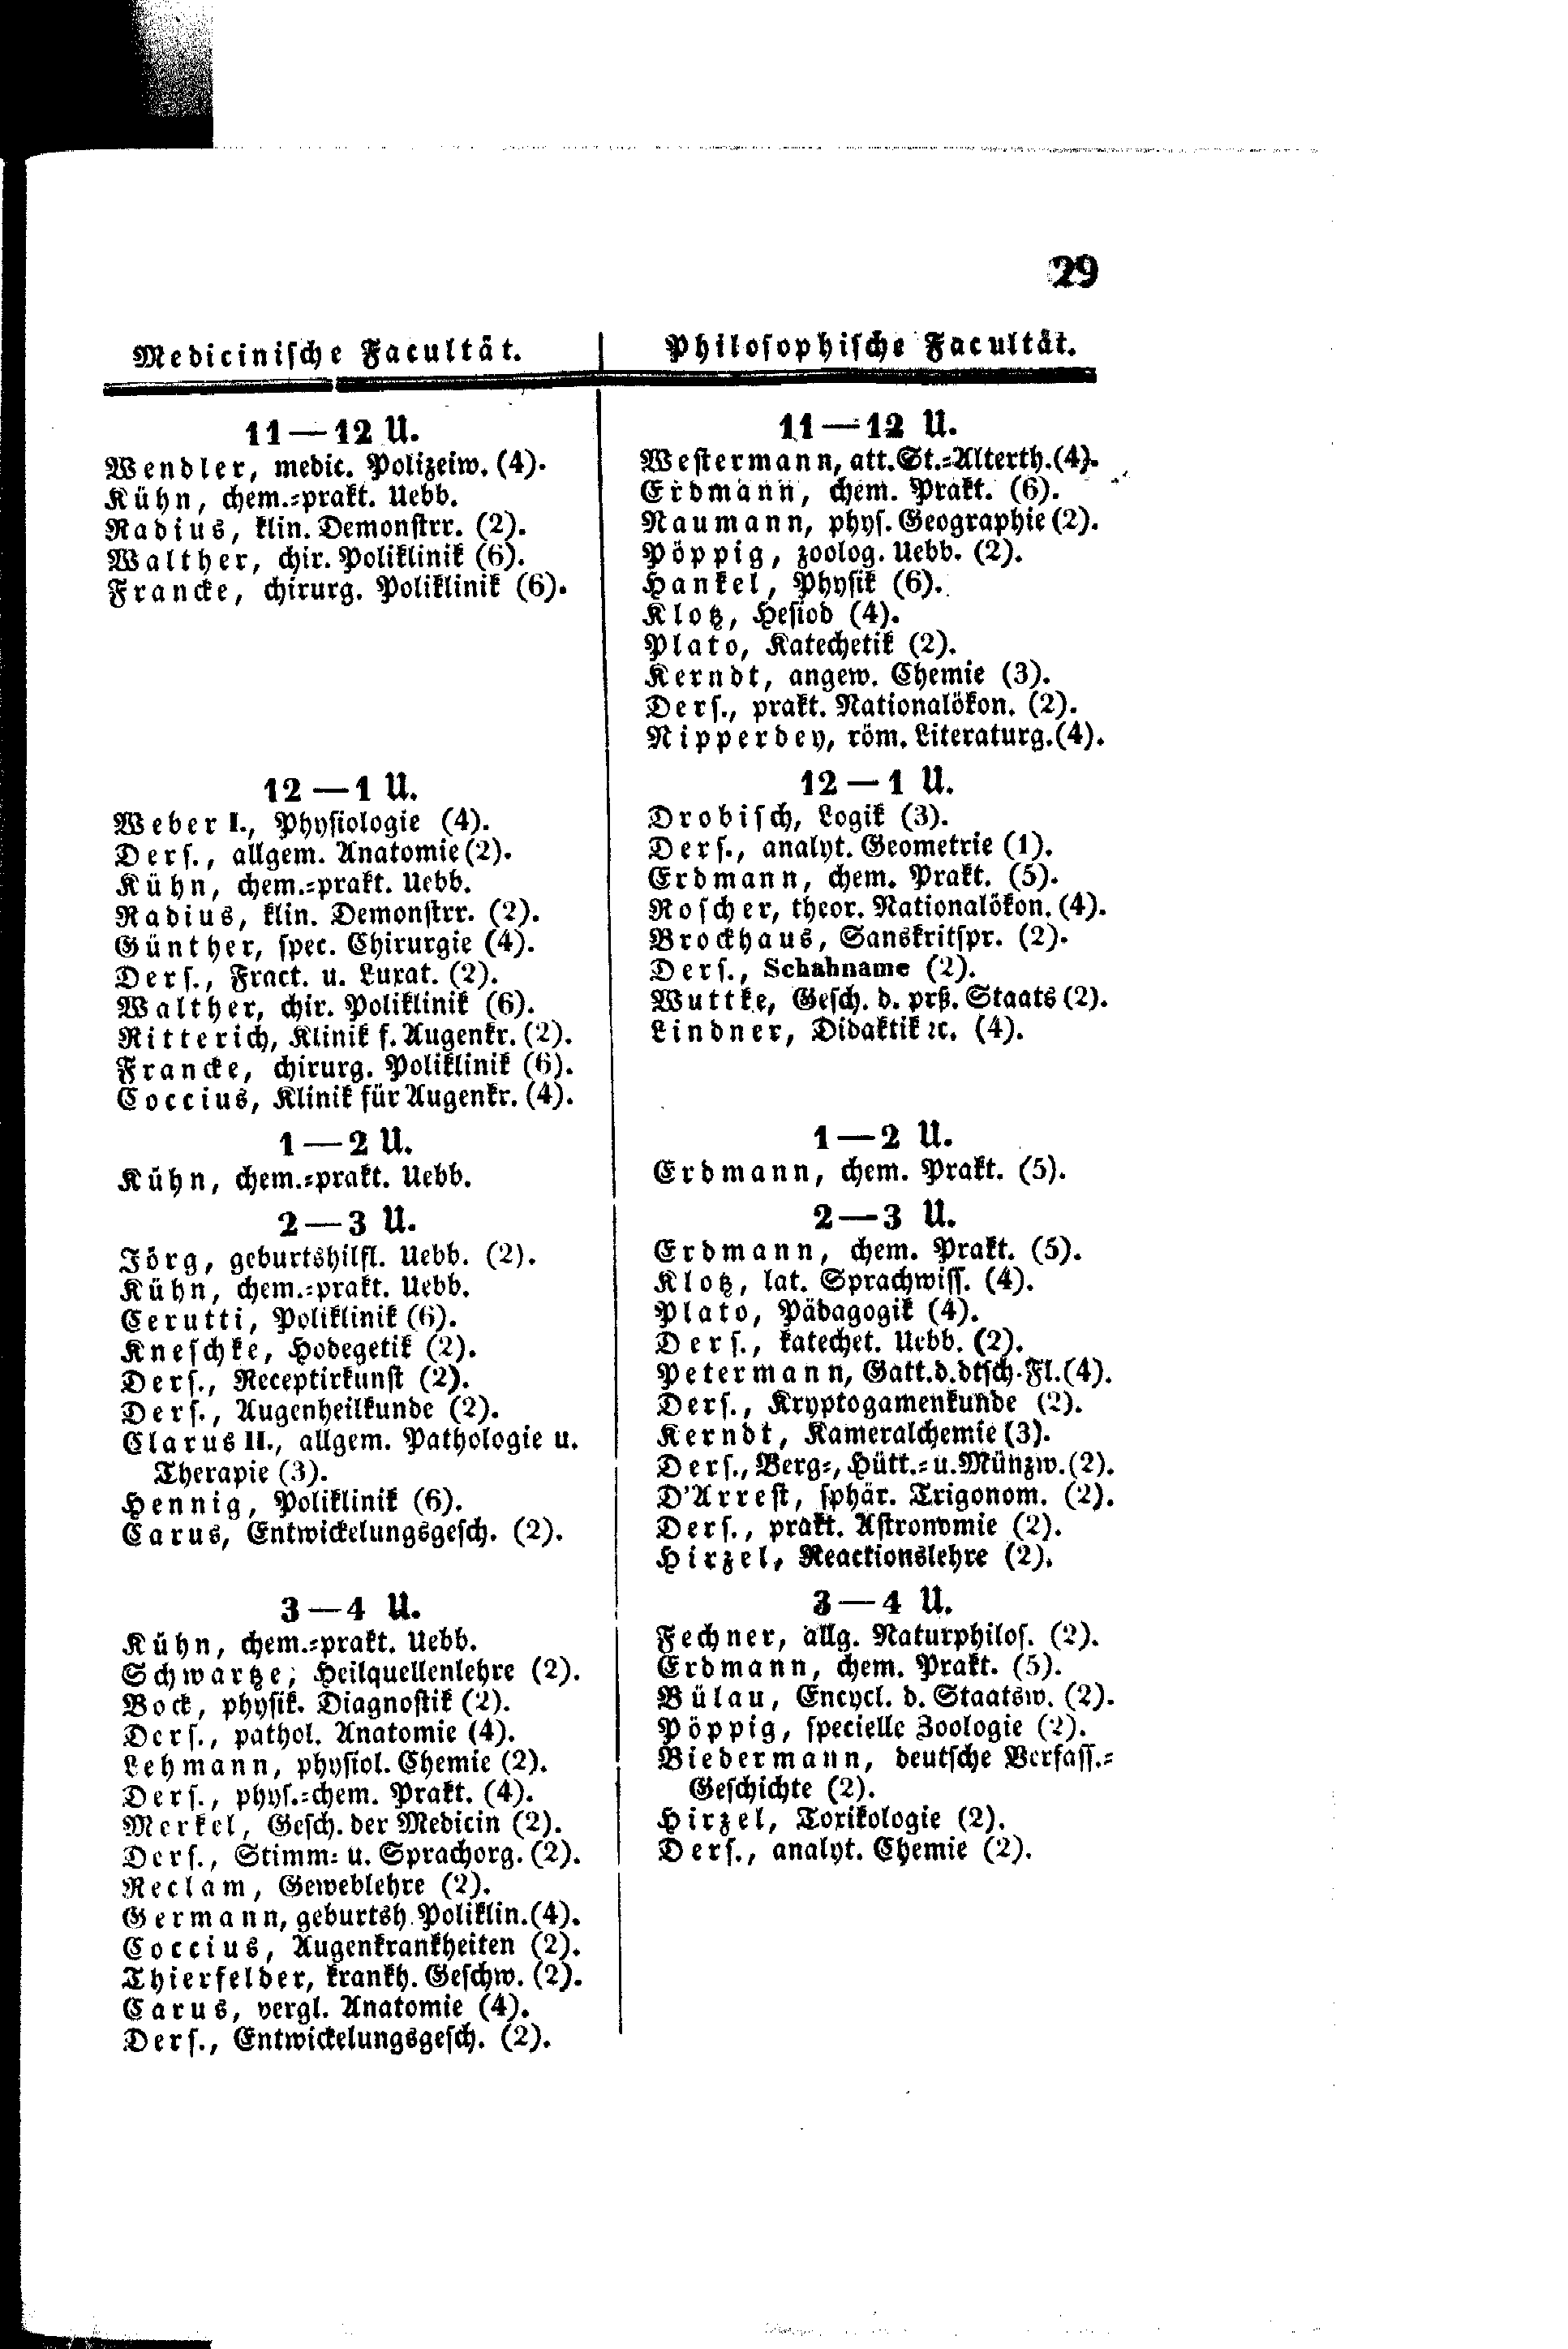 29
Medicinische Facultät.
11—12 U.
Wendler, medic. Polizeiw. (4).
Kühn, chem.=prakt. Uebb.
Radius, klin. Demonstrr. (2).
Walther, chir. Poliklinik (6).
Francke, chirurg. Poliklinik (6).
12—1 U.
Weber I., Physiologie (4).
Ders., allgem. Anatomie (2).
Kühn, chem.=prakt. Uebb.
Radius, klin. Demonstrr. (2).
Günther, spec. Chirurgie (4).
Ders., Fract. u. Luxat. (2).
Walther, chir. Poliklinik (6).
Ritterich, Klinik f. Augenkr. (2).
Francke, chirurg. Poliklinik (6).
Coccius, Klinik für Augenkr. (4).
1—2 U.
Kühn, chem.=prakt. Uebb.
2—3 U.
Jörg, geburtshilfl. Uebb. (2).
Kühn, chem.=prakt. Uebb.
Cerutti, Poliklinik (6).
Kneschke, Hodegetik (2).
Ders., Receptirkunst (2).
Ders., Augenheilkunde (2).
Clarus II., allgem. Pathologie u.
Therapie (3).
Hennig, Poliklinik (6).
Carus, Entwickelungsgesch. (2).
3—4 U.
Kühn, chem.=prakt. Uebb.
Schwartze, Heilquellenlehre (2).
Bock, physik. Diagnostik (2).
Ders., pathol. Anatomie (4).
Lehmann, physiol. Chemie (2).
Ders., phys.=chem. Prakt. (4).
Merkel, Gesch. der Medicin (2).
Ders., Stimm= u. Sprachorg. (2).
Reclam, Geweblehre (2).
Germann, geburtsh. Poliklin. (4).
Coccius, Augenkrankheiten (2).
Thierfelder, krankh. Geschw. (2).
Carus, vergl. Anatomie (4).
Ders., Entwickelungsgesch. (2).
Philosophische Facultät.
11—12 U.
Westermann, att. St.=Alterth. (4).
Erdmann, chem. Prakt. (6).
Naumann, phys. Geographie (2).
Pöppig, zoolog. Uebb. (2).
Hankel, Physik (6).
Klotz, Hesiod (4).
Plato, Katechetik (2).
Kerndt, angew. Chemie (3).
Ders., prakt. Nationalökon. (2).
Nipperdey, röm. Literaturg. (4).
12—1 U.
Drobisch, Logik (3).
Ders., analyt. Geometrie (1).
Erdmann, chem. Prakt. (5).
Roscher, theor. Nationalökon. (4).
Brockhaus, Sanskritspr. (2).
Ders., Schahname (2).
Wuttke, Gesch. d. prß. Staats (2).
Lindner, Didaktik ꝛc. (4).
1—2 U.
Erdmann, chem. Prakt. (5).
2—3 U.
Erdmann, chem. Prakt. (5).
Klotz, lat. Sprachwiss. (4).
Plato, Pädagogik (4).
Ders., katechet. Uebb. (2).
Petermann, Gatt. d. dtsch. Fl. (4).
Ders., Kryptogamenkunde (2).
Kerndt, Kameralchemie (3).
Ders., Berg=, Hütt.= u. Münzw. (2).
D'Arrest, sphär. Trigonom. (2).
Ders., prakt. Astronomie (2).
Hirzel, Reactionslehre (2).
3—4 U.
Fechner, allg. Naturphilos. (2).
Erdmann, chem. Prakt. (5).
Bülau, Encycl. d. Staatsw. (2).
Pöppig, specielle Zoologie (2).
Biedermann, deutsche Verfass.=
Geschichte (2).
Hirzel, Toxikologie (2).
Ders., analyt. Chemie (2).